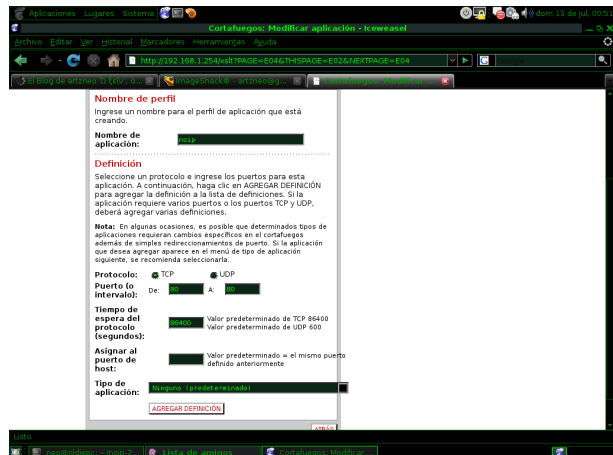 Aplicaciones Lugares Sistema dom 13 de jul, 00:51
Cortafuegos: Modificar aplicación - Iceweasel
Archivo Editar Ver Historial Marcadores Herramientas Ayuda
http://192.168.1.254/xslt?PAGE=E04&THISPAGE=E02&NEXTPAGE=E04
El Blog de artzneo
ImageShack® - artzneo@g...
Nombre de perfil
Ingrese un nombre para el perfil de aplicación que está
creando.
Nombre de
aplicación:
noip
Definición
Seleccione un protocolo e ingrese los puertos para esta
aplicación. A continuación, haga clic en AGREGAR DEFINICIÓN
para agregar la definición a la lista de definiciones. Si la
aplicación requiere varios puertos o los puertos TCP y UDP,
deberá agregar varias definiciones.
Nota: En algunas ocasiones, es posible que determinados tipos de
aplicaciones requieran cambios específicos en el cortafuegos
además de simples redireccionamientos de puerto. Si la aplicación
que desea agregar aparece en el menú de tipo de aplicación
siguiente, se recomienda seleccionarla.
Protocolo: TCP UDP
Puerto (o
intervalo):
De: 80 A: 80
Tiempo de
espera del
protocolo
(segundos):
86400
Valor predeterminado de TCP 86400
Valor predeterminado de UDP 600
Asignar al
puerto de
host:
Valor predeterminado = el mismo puerto
definido anteriormente
Tipo de
aplicación:
Ninguno (predeterminado)
AGREGAR DEFINICIÓN
ATRÁS
Listo
neo@oldiepc: ~/noip-2... Lista de amigos Cortafuegos: Modificar...